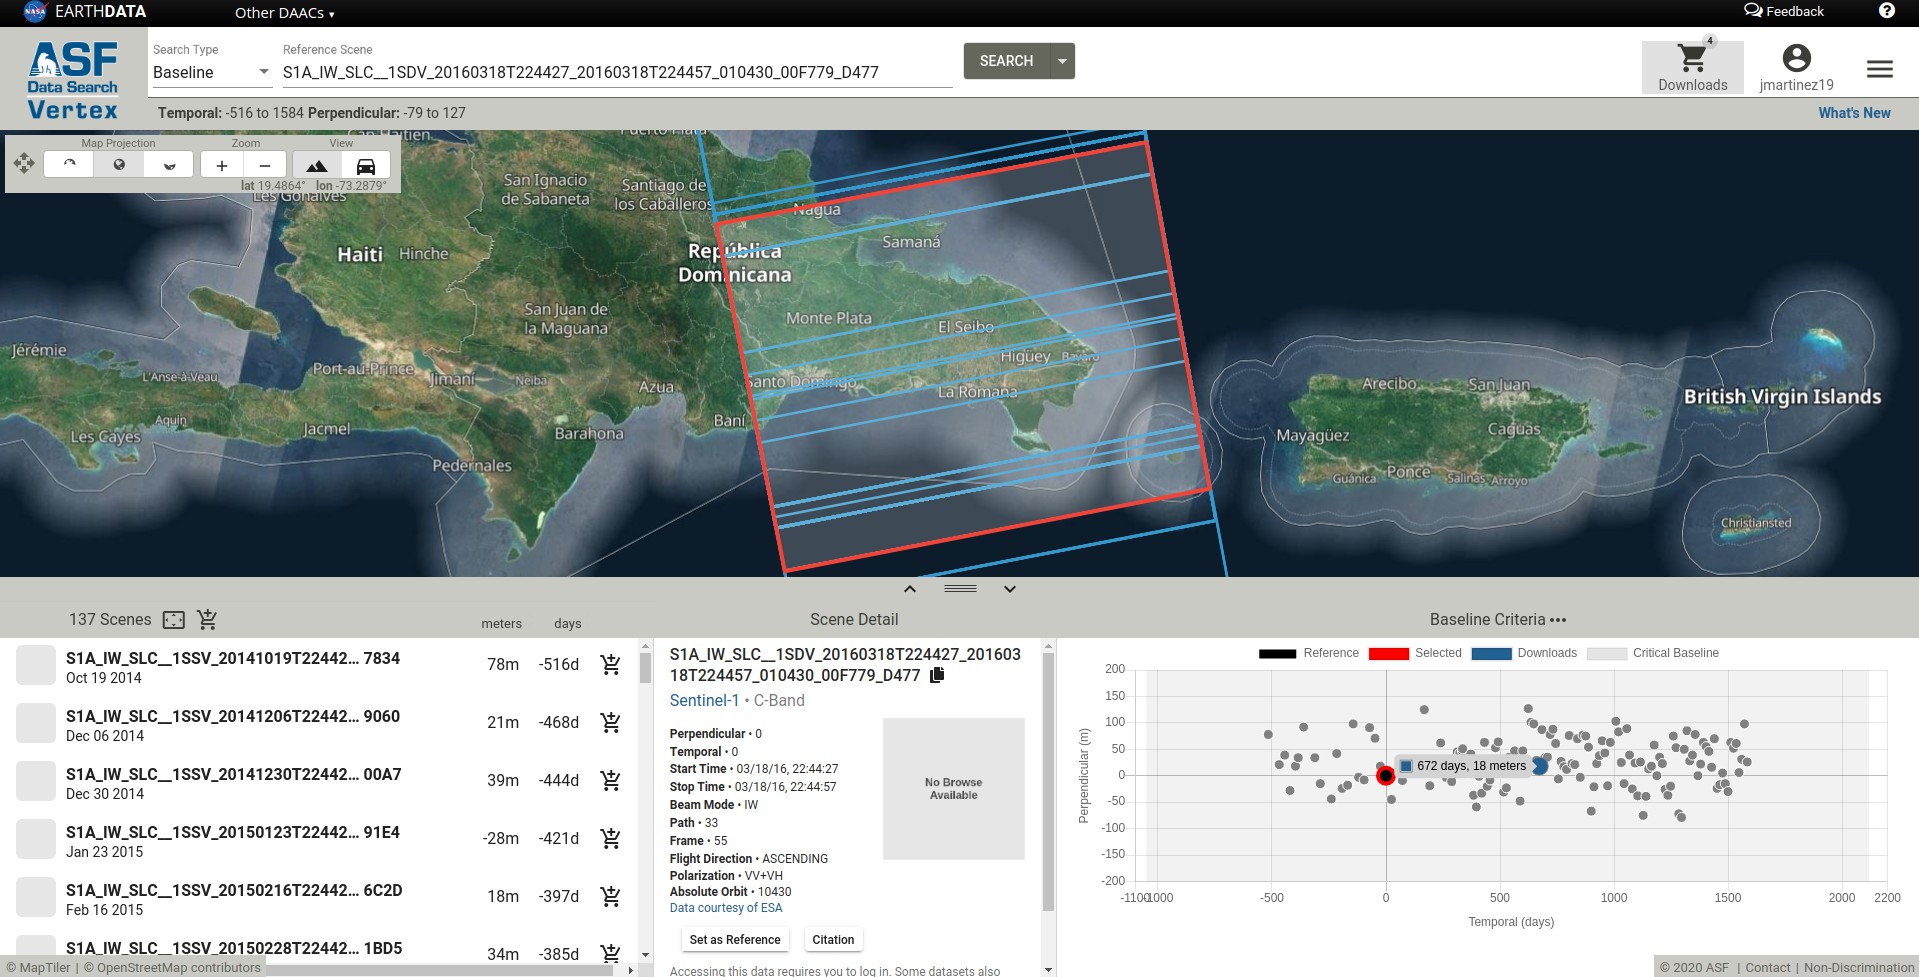 EARTHDATA
Other DAACs ▾
Feedback
ASF
Data Search
Vertex
Search Type
Baseline
Reference Scene
S1A_IW_SLC__1SDV_20160318T224427_20160318T224457_010430_00F779_D477
SEARCH
4
Downloads
jmartinez19
Temporal: -516 to 1584 Perpendicular: -79 to 127
What's New
Map Projection
Zoom
View
lat 19.4864° lon -73.2879°
San Ignacio
de Sabaneta
Santiago de
los Caballeros
Nagua
Samaná
Haiti
Hinche
República
Dominicana
San Juan de
la Maguana
Monte Plata
El Seibo
Higüey
Bavaro
Jérémie
L'Anse-à-Veau
Port-au-Prince
Jimaní
Neiba
Azua
Santo Domingo
La Romana
Aquin
Les Cayes
Jacmel
Barahona
Baní
Pedernales
Arecibo
San Juan
British Virgin Islands
Mayagüez
Caguas
Ponce
Guánica
Salinas
Arroyo
Christiansted
137 Scenes
meters
days
S1A_IW_SLC__1SSV_20141019T22442... 7834
Oct 19 2014
78m
-516d
S1A_IW_SLC__1SSV_20141206T22442... 9060
Dec 06 2014
21m
-468d
S1A_IW_SLC__1SSV_20141230T22442... 00A7
Dec 30 2014
39m
-444d
S1A_IW_SLC__1SSV_20150123T22442... 91E4
Jan 23 2015
-28m
-421d
S1A_IW_SLC__1SSV_20150216T22442... 6C2D
Feb 16 2015
18m
-397d
S1A_IW_SLC__1SSV_20150228T22442... 1BD5
34m
-385d
© MapTiler | © OpenStreetMap contributors
Scene Detail
S1A_IW_SLC__1SDV_20160318T224427_201603
18T224457_010430_00F779_D477
Sentinel-1 • C-Band
Perpendicular • 0
Temporal • 0
Start Time • 03/18/16, 22:44:27
Stop Time • 03/18/16, 22:44:57
Beam Mode • IW
Path • 33
Frame • 55
Flight Direction • ASCENDING
Polarization • VV+VH
Absolute Orbit • 10430
Data courtesy of ESA
No Browse
Available
Set as Reference
Citation
Accessing this data requires you to log in. Some datasets also
Baseline Criteria •••
Reference
Selected
Downloads
Critical Baseline
Perpendicular (m)
200
150
100
50
0
-50
-100
-150
-200
672 days, 18 meters
-1100
-1000
-500
0
500
1000
1500
2000
2200
Temporal (days)
© 2020 ASF | Contact | Non-Discrimination